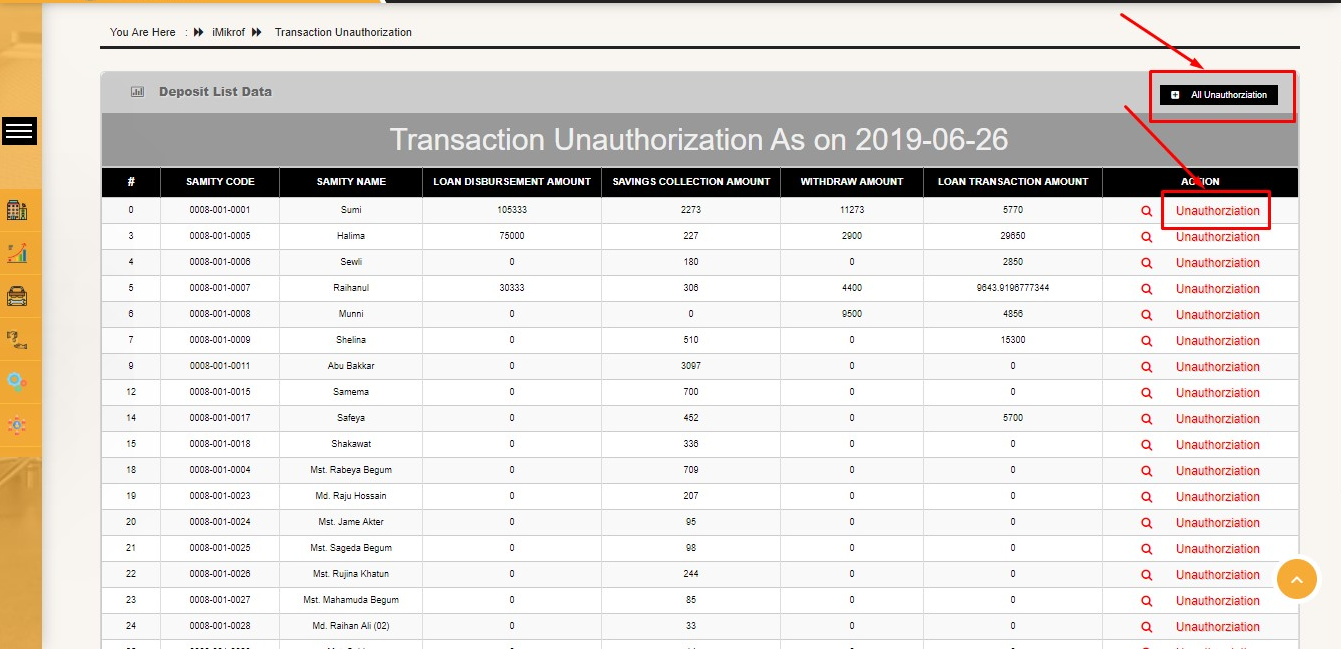 You Are Here : iMikrof Transaction Unauthorization
Deposit List Data All Unauthorziation
Transaction Unauthorization As on 2019-06-26
# SAMITY CODE SAMITY NAME LOAN DISBURSEMENT AMOUNT SAVINGS COLLECTION AMOUNT WITHDRAW AMOUNT LOAN TRANSACTION AMOUNT ACTION
0 0008-001-0001 Sumi 105333 2273 11273 5770 Unauthorziation
3 0008-001-0005 Halima 75000 227 2900 29650 Unauthorziation
4 0008-001-0006 Sewli 0 180 0 2850 Unauthorziation
5 0008-001-0007 Raihanul 30333 306 4400 9643.9196777344 Unauthorziation
6 0008-001-0008 Munni 0 0 9500 4856 Unauthorziation
7 0008-001-0009 Shelina 0 510 0 15300 Unauthorziation
9 0008-001-0011 Abu Bakkar 0 3097 0 0 Unauthorziation
12 0008-001-0015 Samema 0 700 0 0 Unauthorziation
14 0008-001-0017 Safeya 0 452 0 5700 Unauthorziation
15 0008-001-0018 Shakawat 0 336 0 0 Unauthorziation
18 0008-001-0004 Mst. Rabeya Begum 0 709 0 0 Unauthorziation
19 0008-001-0023 Md. Raju Hossain 0 207 0 0 Unauthorziation
20 0008-001-0024 Mst. Jame Akter 0 95 0 0 Unauthorziation
21 0008-001-0025 Mst. Sageda Begum 0 98 0 0 Unauthorziation
22 0008-001-0026 Mst. Rujina Khatun 0 244 0 0 Unauthorziation
23 0008-001-0027 Mst. Mahamuda Begum 0 85 0 0 Unauthorziation
24 0008-001-0028 Md. Raihan Ali (02) 0 33 0 0 Unauthorziation